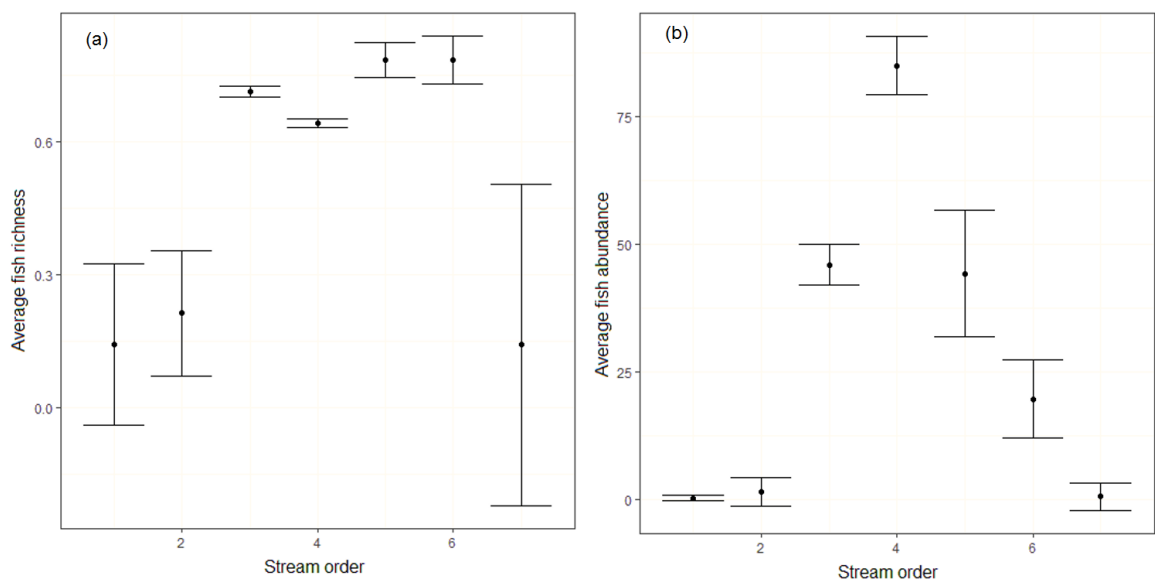 (a)
Average fish richness
0.6
0.3
0.0
2 4 6
Stream order
(b)
Average fish abundance
75
50
25
0
2 4 6
Stream order